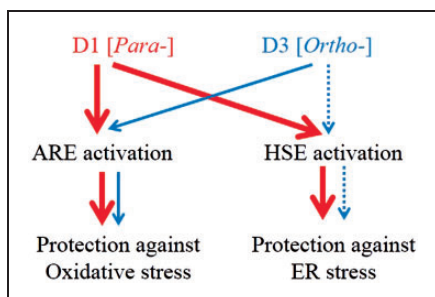 D1 [Para-] D3 [Ortho-]
ARE activation HSE activation
Protection against Protection against
Oxidative stress ER stress